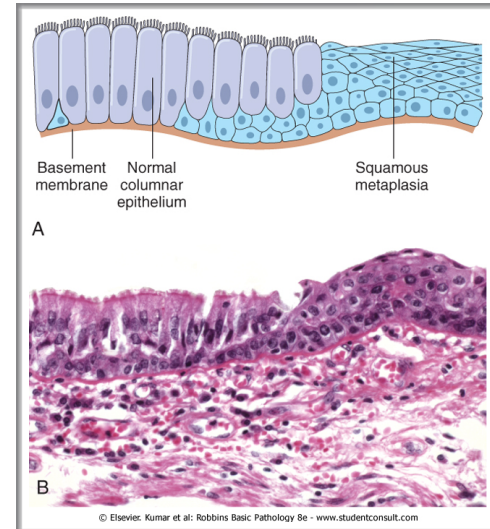 Basement
membrane
Normal
columnar
epithelium
Squamous
metaplasia
A
B
© Elsevier. Kumar et al: Robbins Basic Pathology 8e - www.studentconsult.com